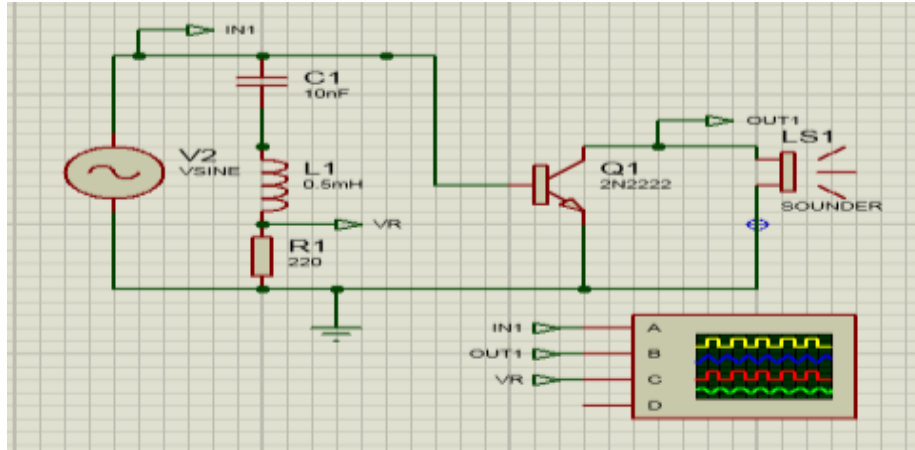 IN1
C1
10nF
V2
VSINE
L1
0.5mH
VR
R1
220
Q1
2N2222
OUT1
LS1
SOUNDER
IN1
A
OUT1
B
VR
C
D